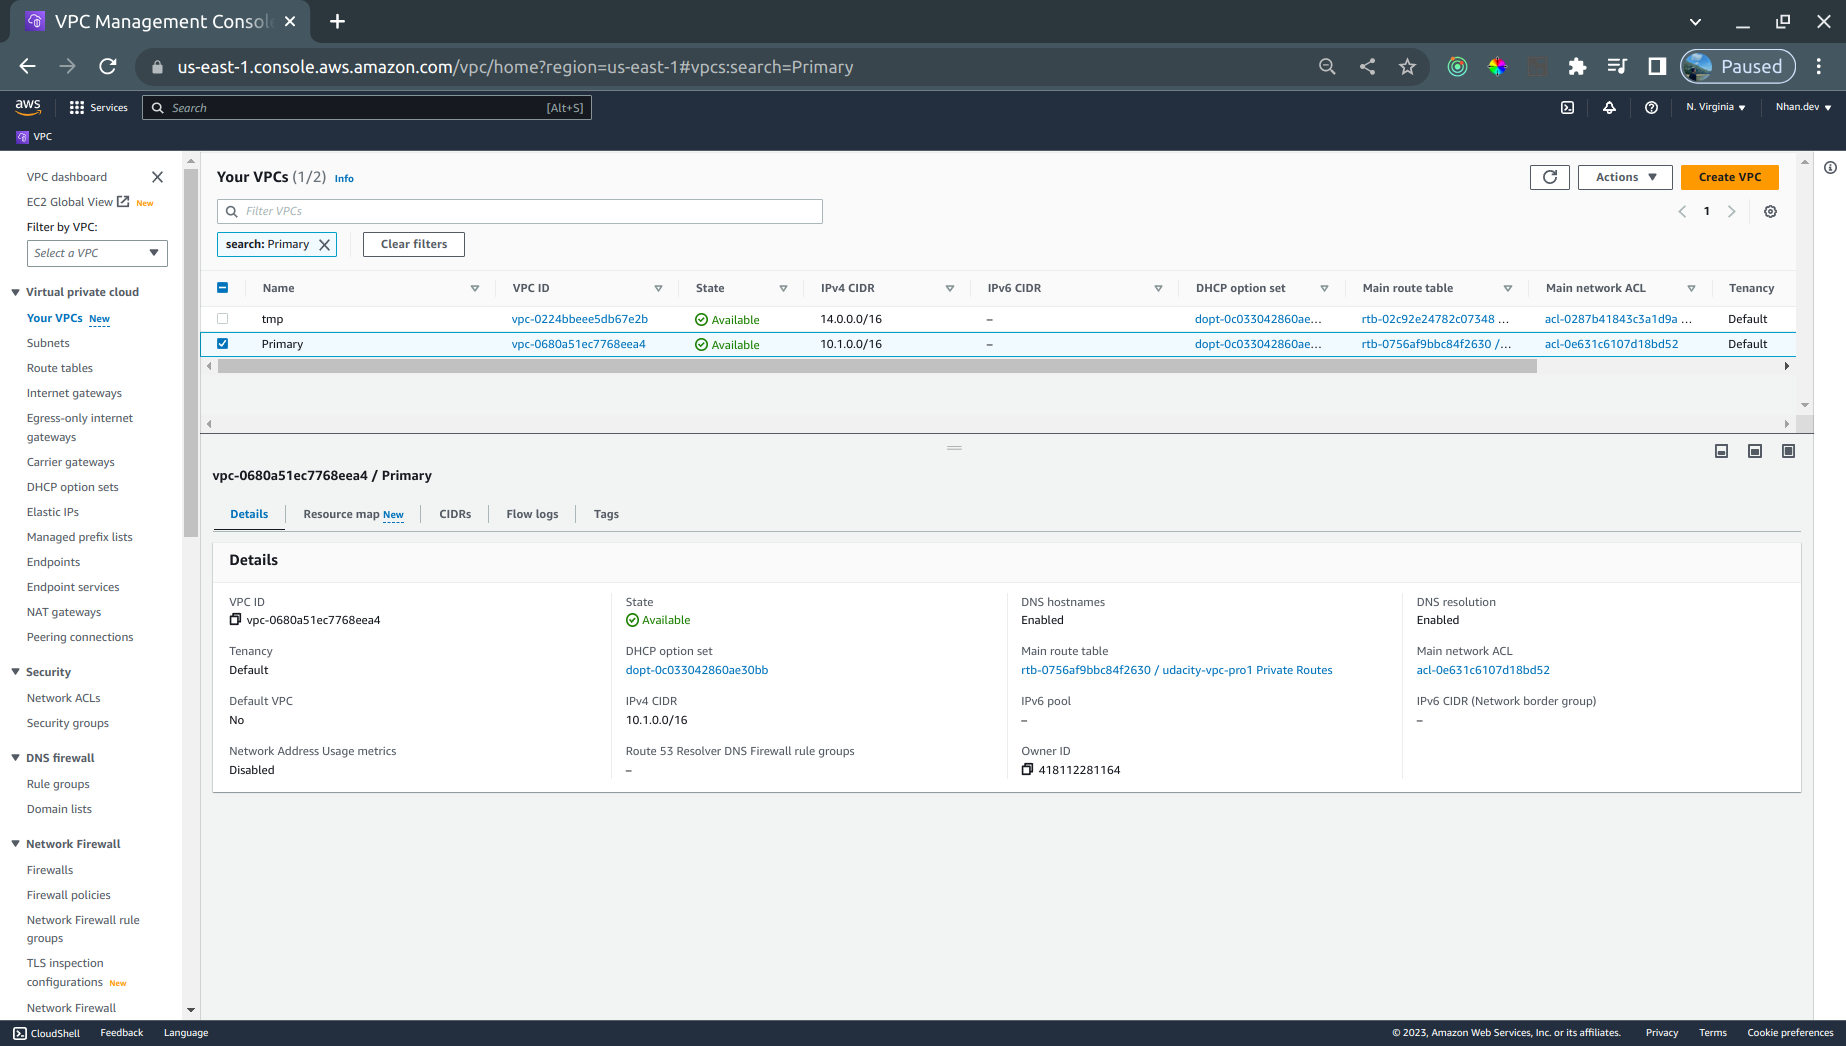 VPC Management Consol
us-east-1.console.aws.amazon.com/vpc/home?region=us-east-1#vpcs:search=Primary
Paused
aws
Services
Search
[Alt+S]
N. Virginia
Nhan.dev
VPC
VPC dashboard
EC2 Global View New
Filter by VPC:
Select a VPC
Virtual private cloud
Your VPCs New
Subnets
Route tables
Internet gateways
Egress-only internet
gateways
Carrier gateways
DHCP option sets
Elastic IPs
Managed prefix lists
Endpoints
Endpoint services
NAT gateways
Peering connections
Security
Network ACLs
Security groups
DNS firewall
Rule groups
Domain lists
Network Firewall
Firewalls
Firewall policies
Network Firewall rule
groups
TLS inspection
configurations New
Network Firewall
Your VPCs (1/2) Info
Actions
Create VPC
Filter VPCs
1
search: Primary
Clear filters
Name VPC ID State IPv4 CIDR IPv6 CIDR DHCP option set Main route table Main network ACL Tenancy
tmp vpc-0224bbeee5db67e2b Available 14.0.0.0/16 – dopt-0c033042860ae... rtb-02c92e24782c07348 ... acl-0287b41843c3a1d9a ... Default
Primary vpc-0680a51ec7768eea4 Available 10.1.0.0/16 – dopt-0c033042860ae... rtb-0756af9bbc84f2630 /... acl-0e631c6107d18bd52 Default
vpc-0680a51ec7768eea4 / Primary
Details Resource map New CIDRs Flow logs Tags
Details
VPC ID
vpc-0680a51ec7768eea4
State
Available
DNS hostnames
Enabled
DNS resolution
Enabled
Tenancy
Default
DHCP option set
dopt-0c033042860ae30bb
Main route table
rtb-0756af9bbc84f2630 / udacity-vpc-pro1 Private Routes
Main network ACL
acl-0e631c6107d18bd52
Default VPC
No
IPv4 CIDR
10.1.0.0/16
IPv6 pool
–
IPv6 CIDR (Network border group)
–
Network Address Usage metrics
Disabled
Route 53 Resolver DNS Firewall rule groups
–
Owner ID
418112281164
CloudShell Feedback Language
© 2023, Amazon Web Services, Inc. or its affiliates. Privacy Terms Cookie preferences